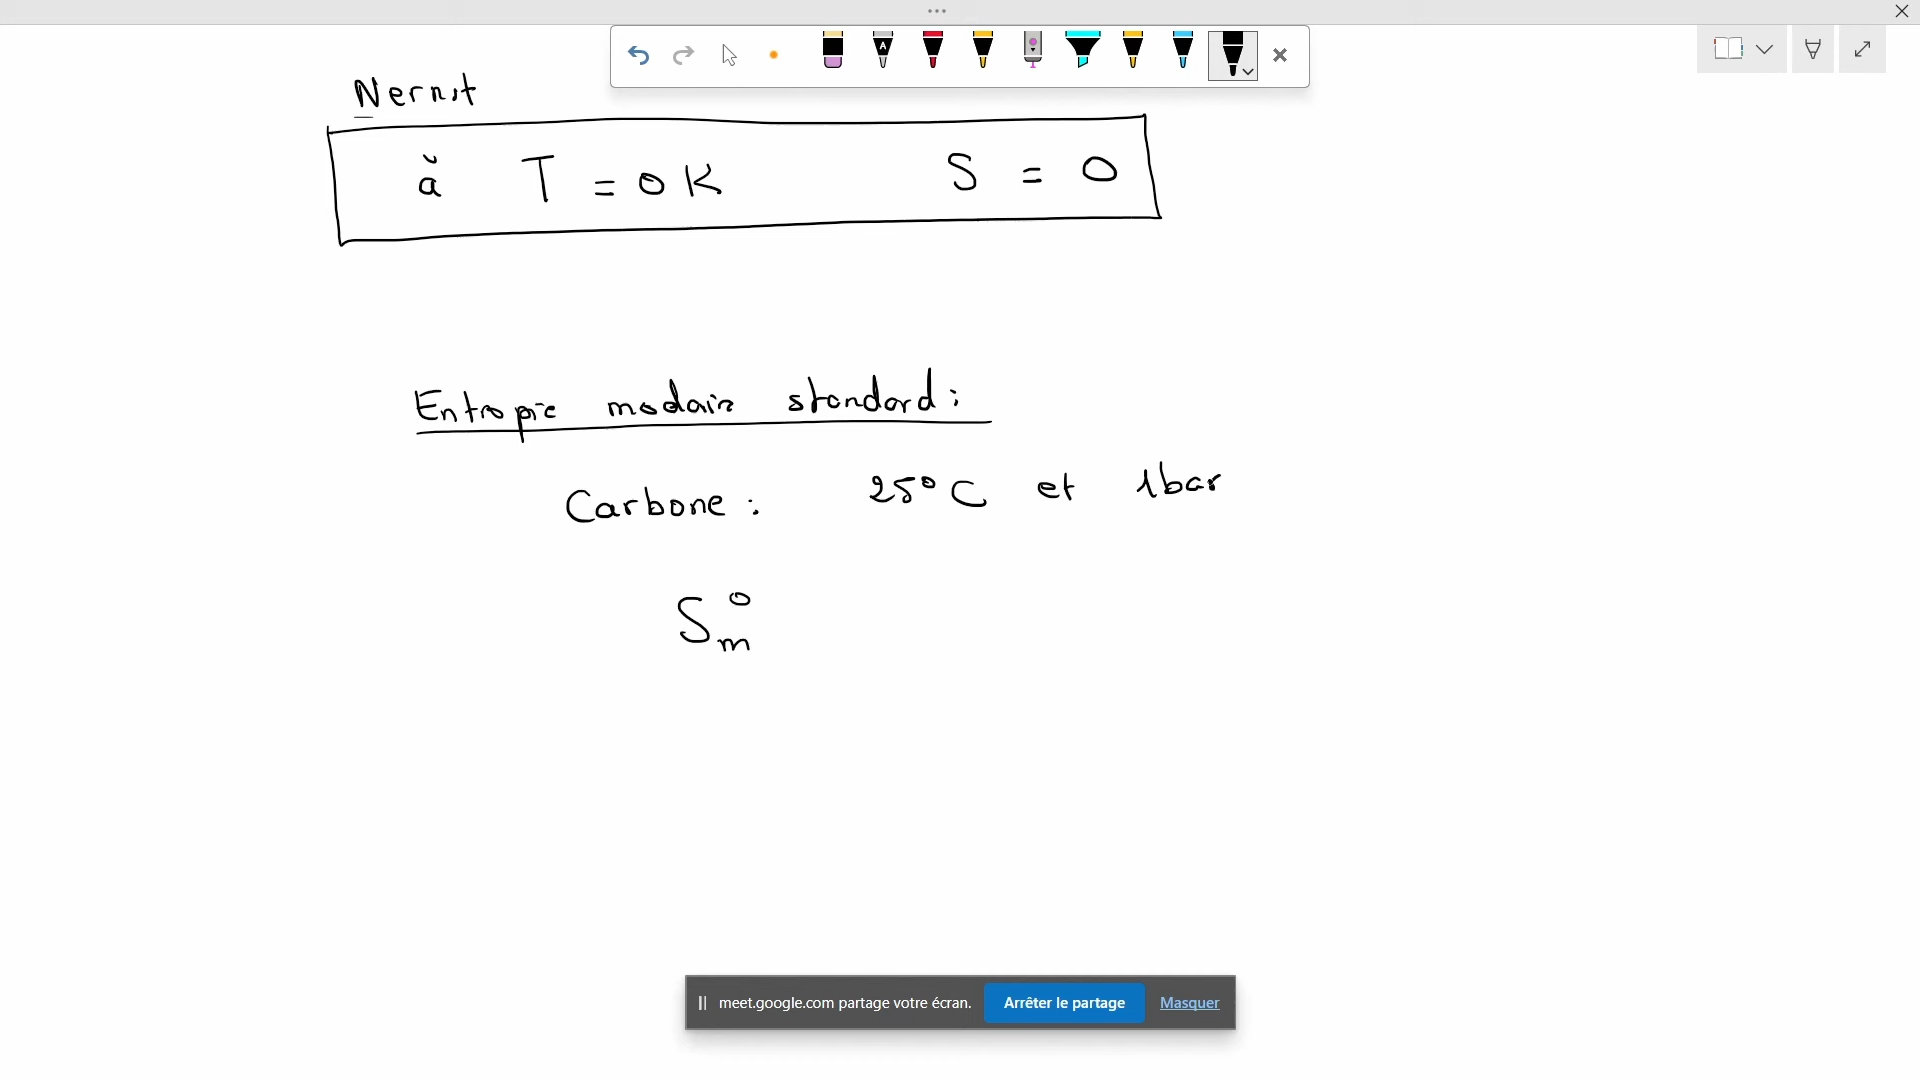 Nernst
à T = 0 K S = 0
Entropie molaire standard :
Carbone : 25° C et 1bar
S°m
meet.google.com partage votre écran. Arrêter le partage Masquer